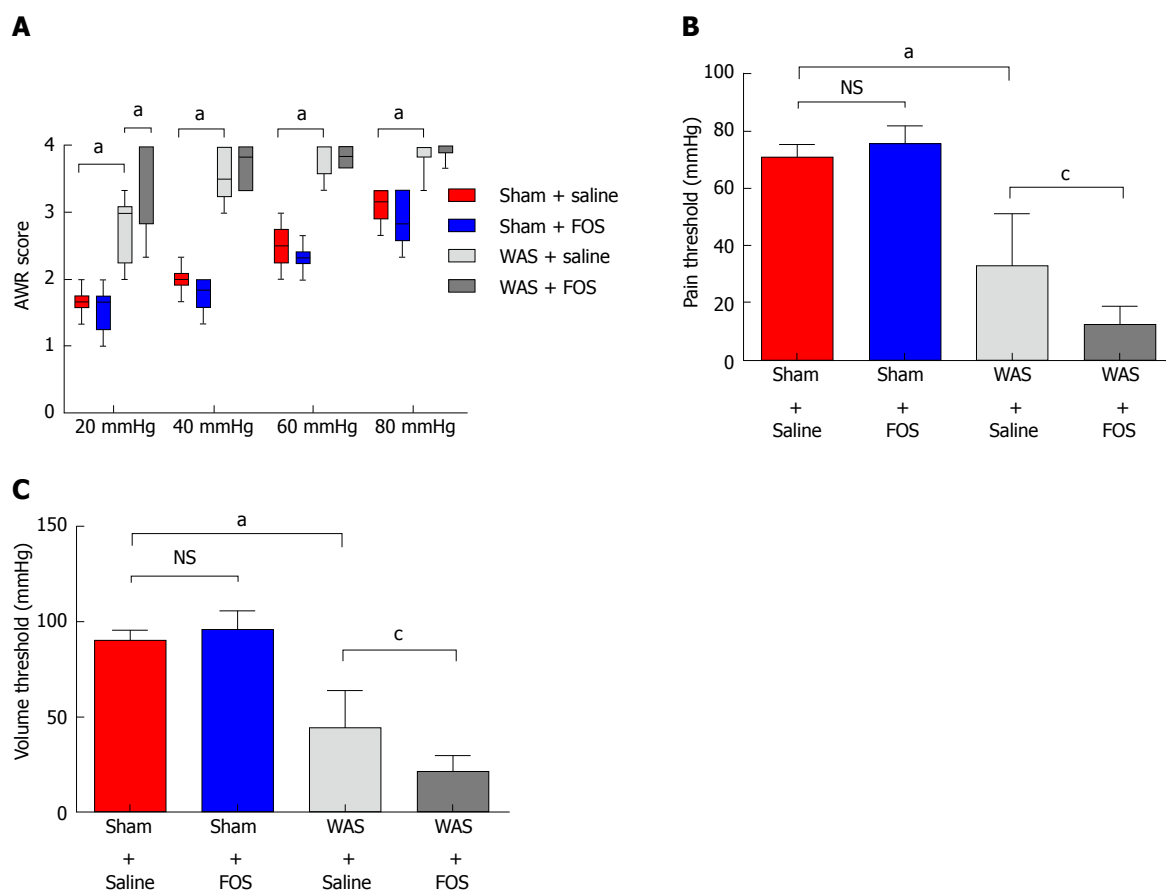 A
AWR score
4
3
2
1
0
a
a
a
a
a
20 mmHg
40 mmHg
60 mmHg
80 mmHg
Sham + saline
Sham + FOS
WAS + saline
WAS + FOS
B
Pain threshold (mmHg)
100
80
60
40
20
0
a
NS
c
Sham
+
Saline
Sham
+
FOS
WAS
+
Saline
WAS
+
FOS
C
Volume threshold (mmHg)
150
100
50
0
a
NS
c
Sham
+
Saline
Sham
+
FOS
WAS
+
Saline
WAS
+
FOS